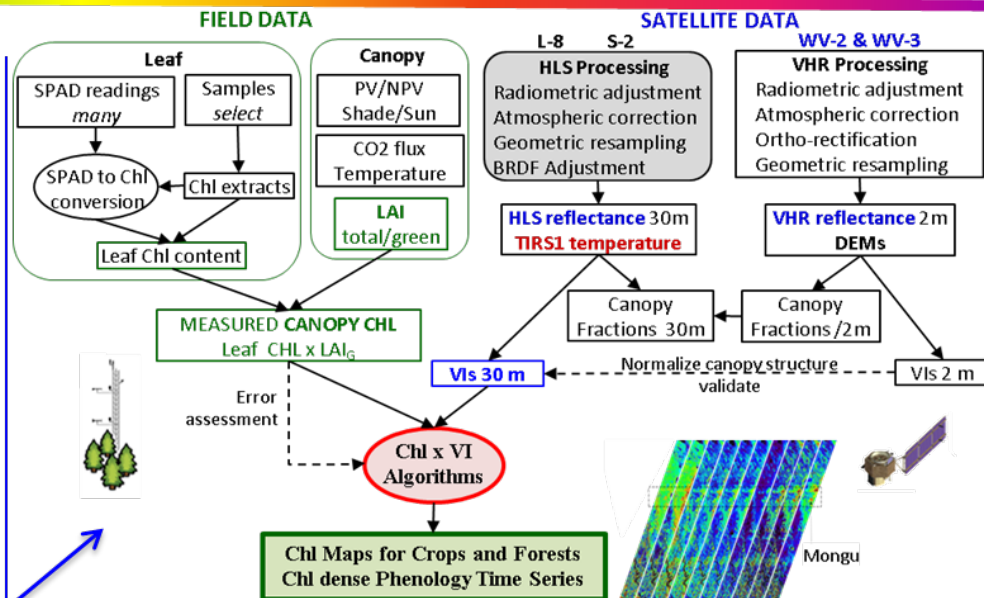 FIELD DATA
SATELLITE DATA
Leaf
SPAD readings
many
Samples
select
SPAD to Chl
conversion
Chl extracts
Leaf Chl content
Canopy
PV/NPV
Shade/Sun
CO2 flux
Temperature
LAI
total/green
MEASURED CANOPY CHL
Leaf CHL x LAIG
Error
assessment
L-8 S-2
HLS Processing
Radiometric adjustment
Atmospheric correction
Geometric resampling
BRDF Adjustment
HLS reflectance 30m
TIRS1 temperature
WV-2 & WV-3
VHR Processing
Radiometric adjustment
Atmospheric correction
Ortho-rectification
Geometric resampling
VHR reflectance 2m
DEMs
Canopy
Fractions 30m
Canopy
Fractions /2m
VIs 30 m
Normalize canopy structure
validate
VIs 2 m
Chl x VI
Algorithms
Chl Maps for Crops and Forests
Chl dense Phenology Time Series
Mongu